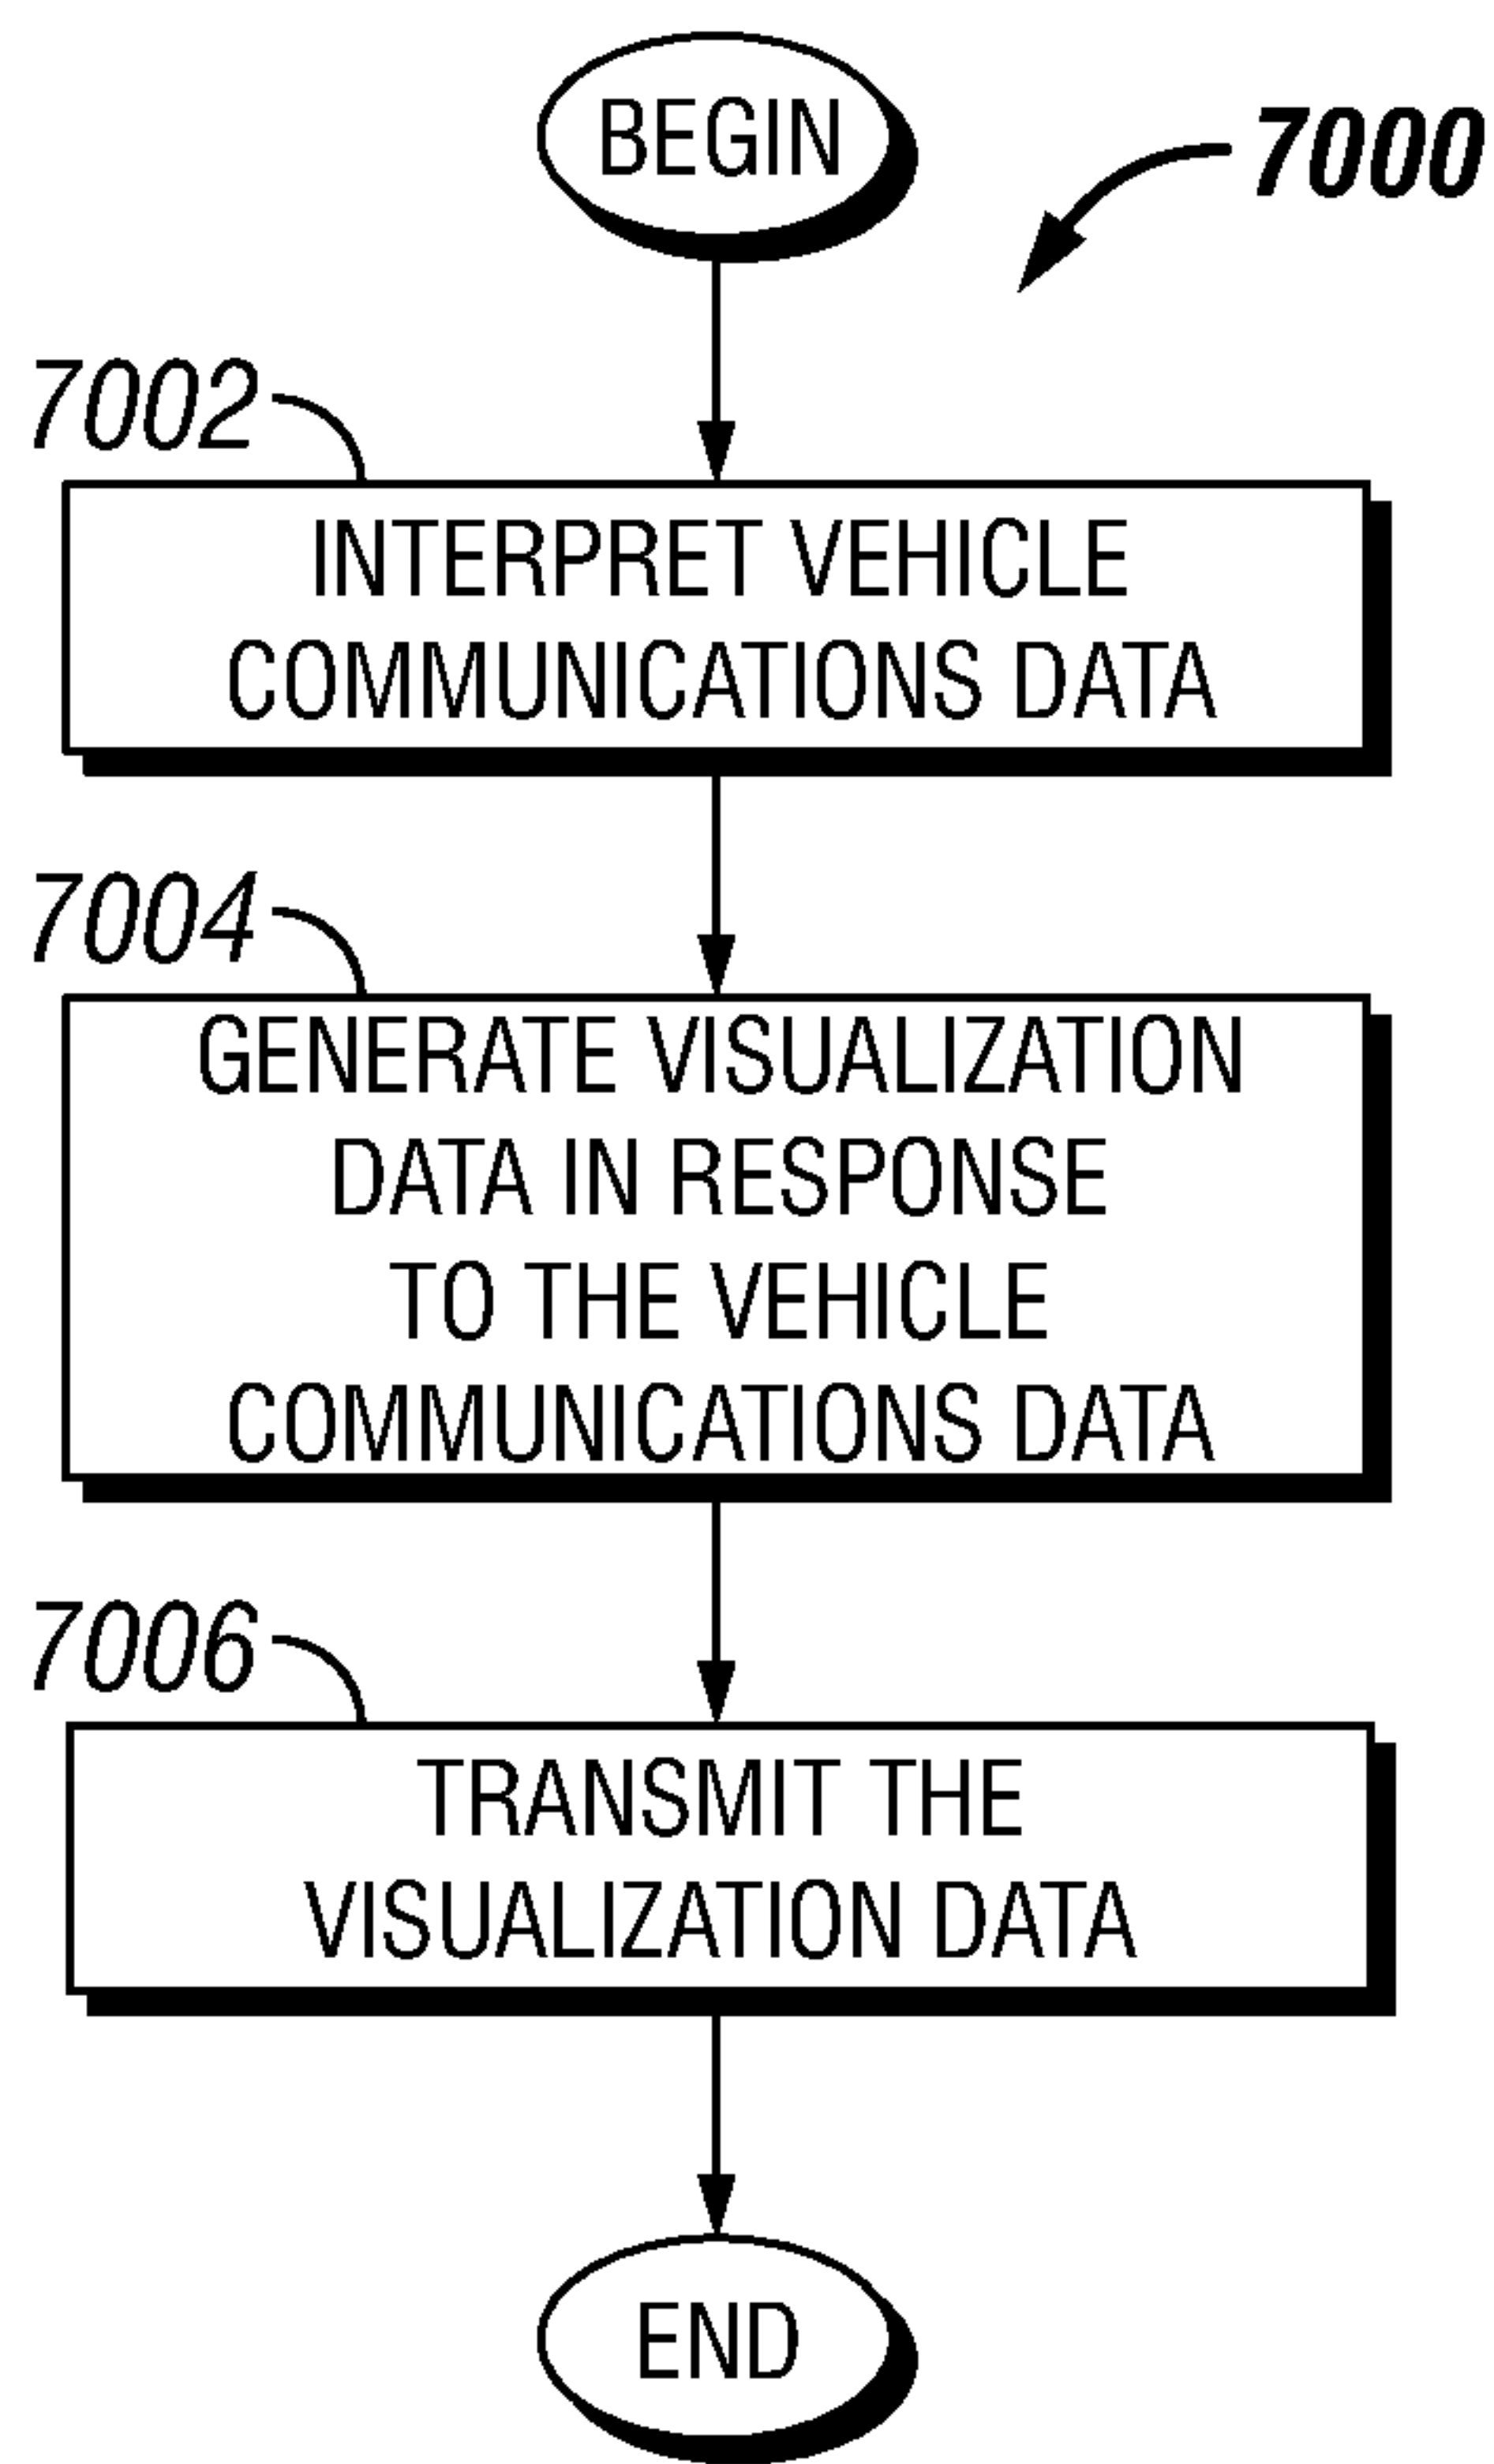 BEGIN
7000
7002
INTERPRET VEHICLE
COMMUNICATIONS DATA
7004
GENERATE VISUALIZATION
DATA IN RESPONSE
TO THE VEHICLE
COMMUNICATIONS DATA
7006
TRANSMIT THE
VISUALIZATION DATA
END